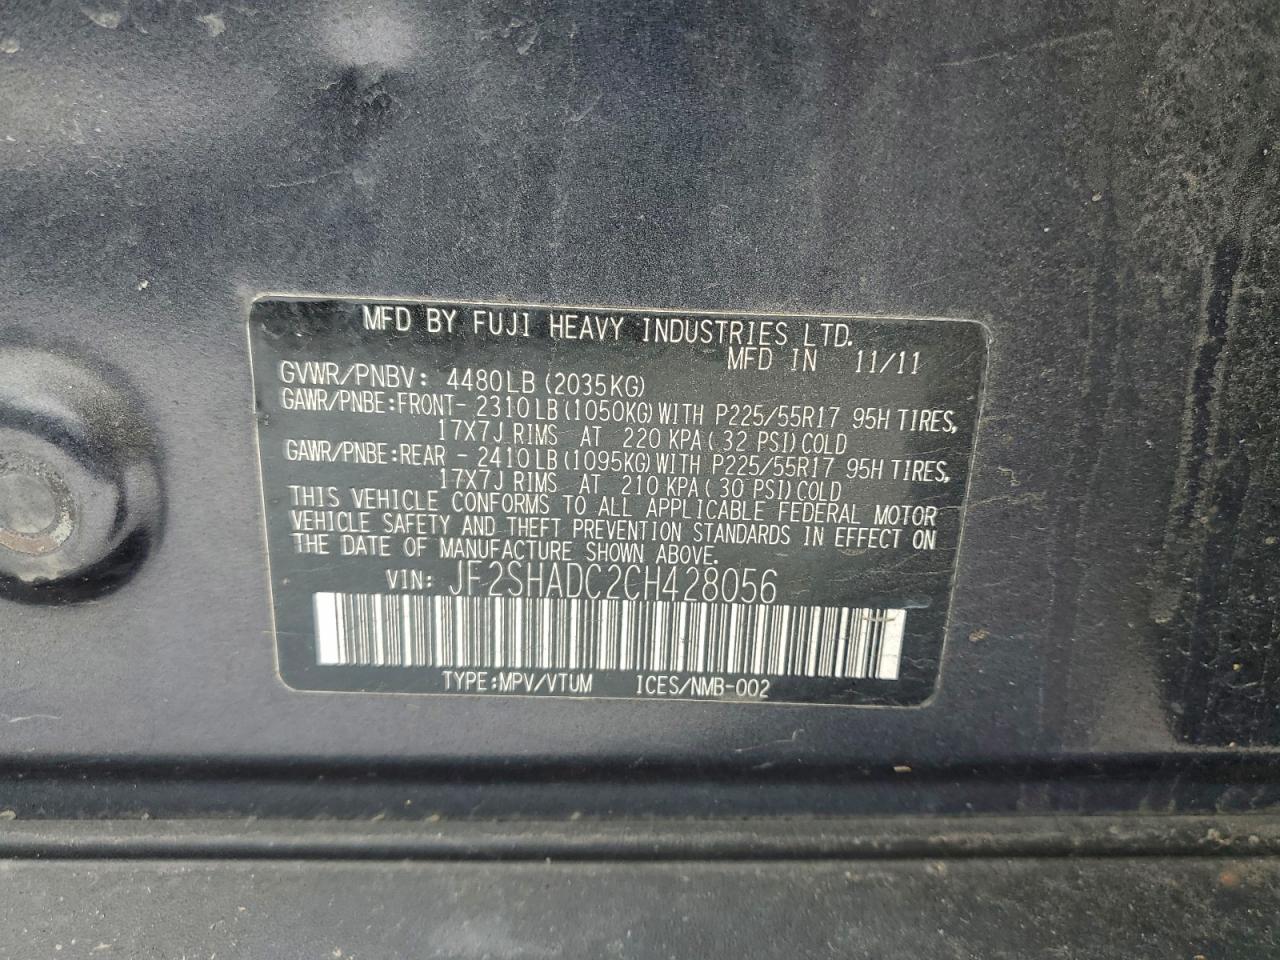 MFD BY FUJI HEAVY INDUSTRIES LTD.
MFD IN 11/11
GVWR/PNBV: 4480LB (2035KG)
GAWR/PNBE:FRONT- 2310LB (1050KG) WITH P225/55R17 95H TIRES,
17X7J RIMS AT 220 KPA (32 PSI) COLD
GAWR/PNBE:REAR - 2410LB (1095KG) WITH P225/55R17 95H TIRES,
17X7J RIMS AT 210 KPA (30 PSI) COLD
THIS VEHICLE CONFORMS TO ALL APPLICABLE FEDERAL MOTOR
VEHICLE SAFETY AND THEFT PREVENTION STANDARDS IN EFFECT ON
THE DATE OF MANUFACTURE SHOWN ABOVE.
VIN: JF2SHADC2CH428056
TYPE:MPV/VTUM ICES/NMB-002